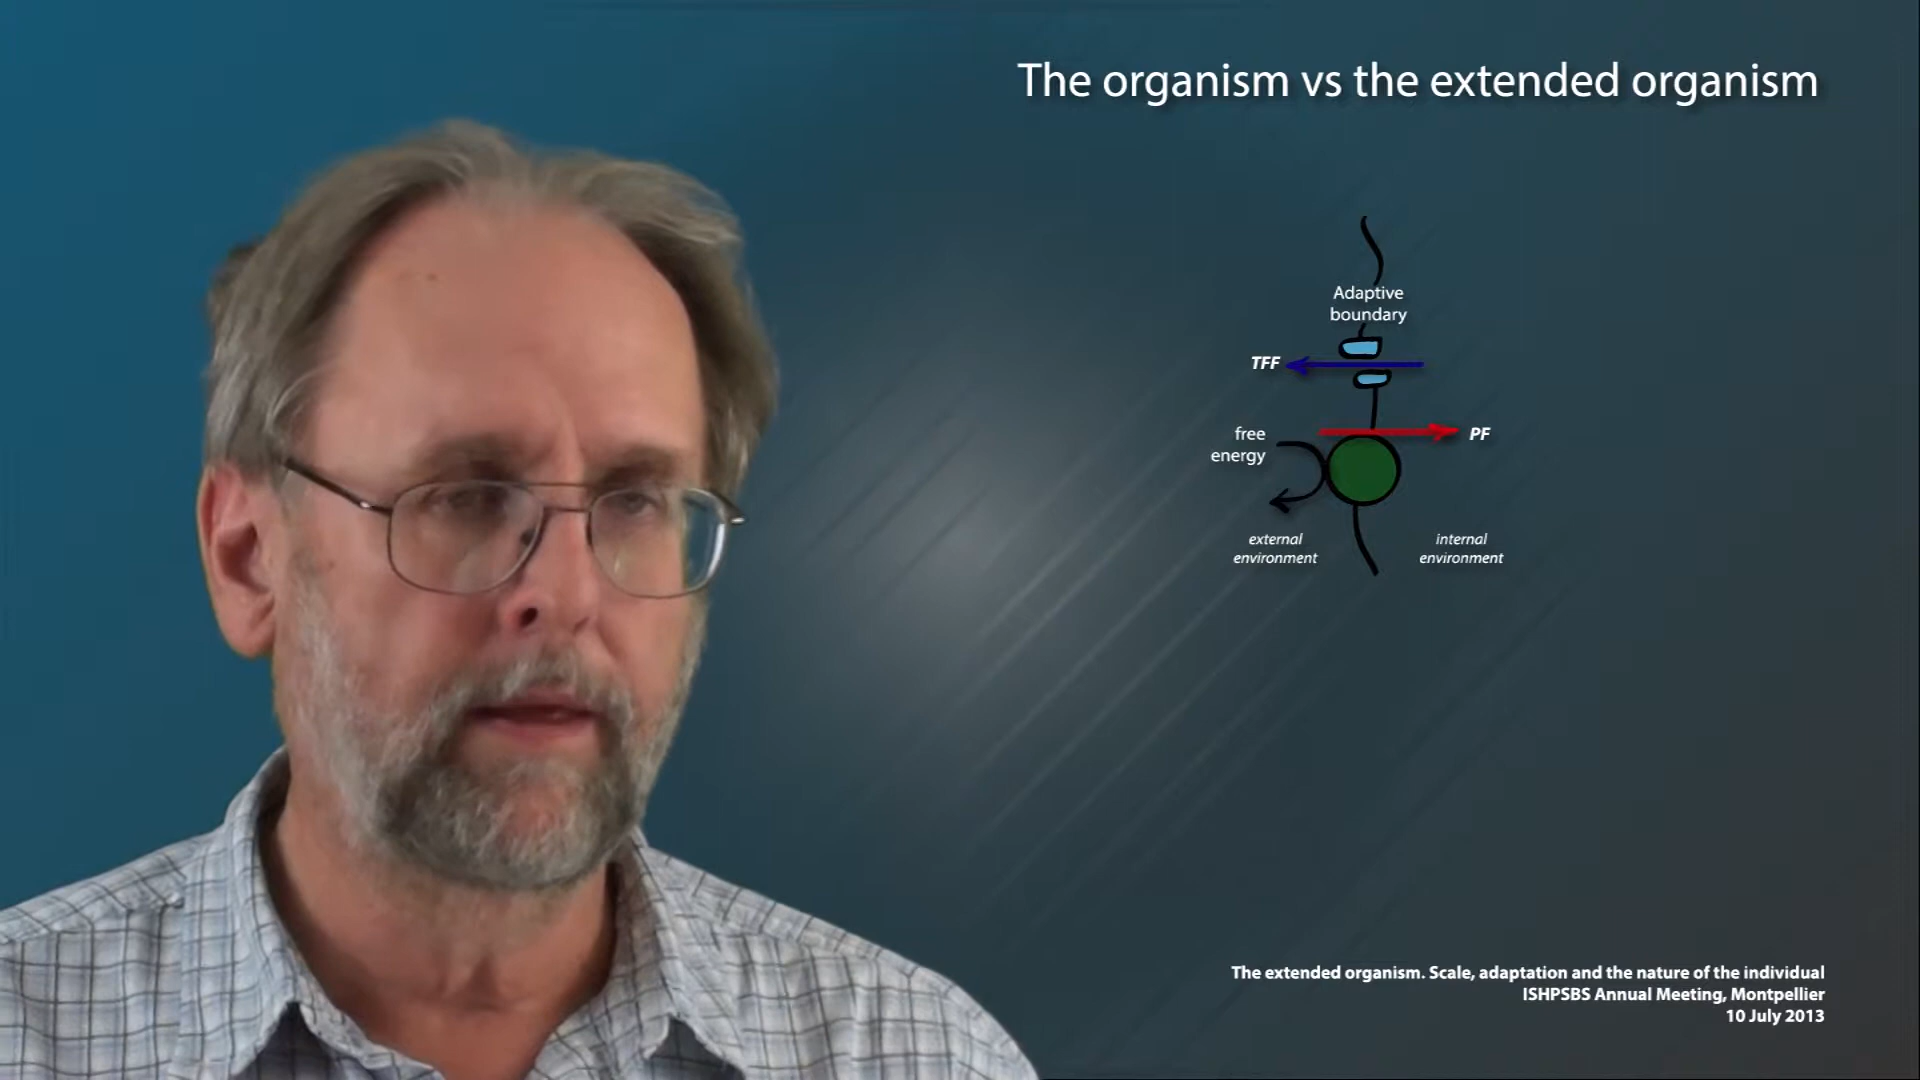 The organism vs the extended organism
Adaptive
boundary
TFF
free
energy
PF
external
environment
internal
environment
The extended organism. Scale, adaptation and the nature of the individual
ISHPSBS Annual Meeting, Montpellier
10 July 2013